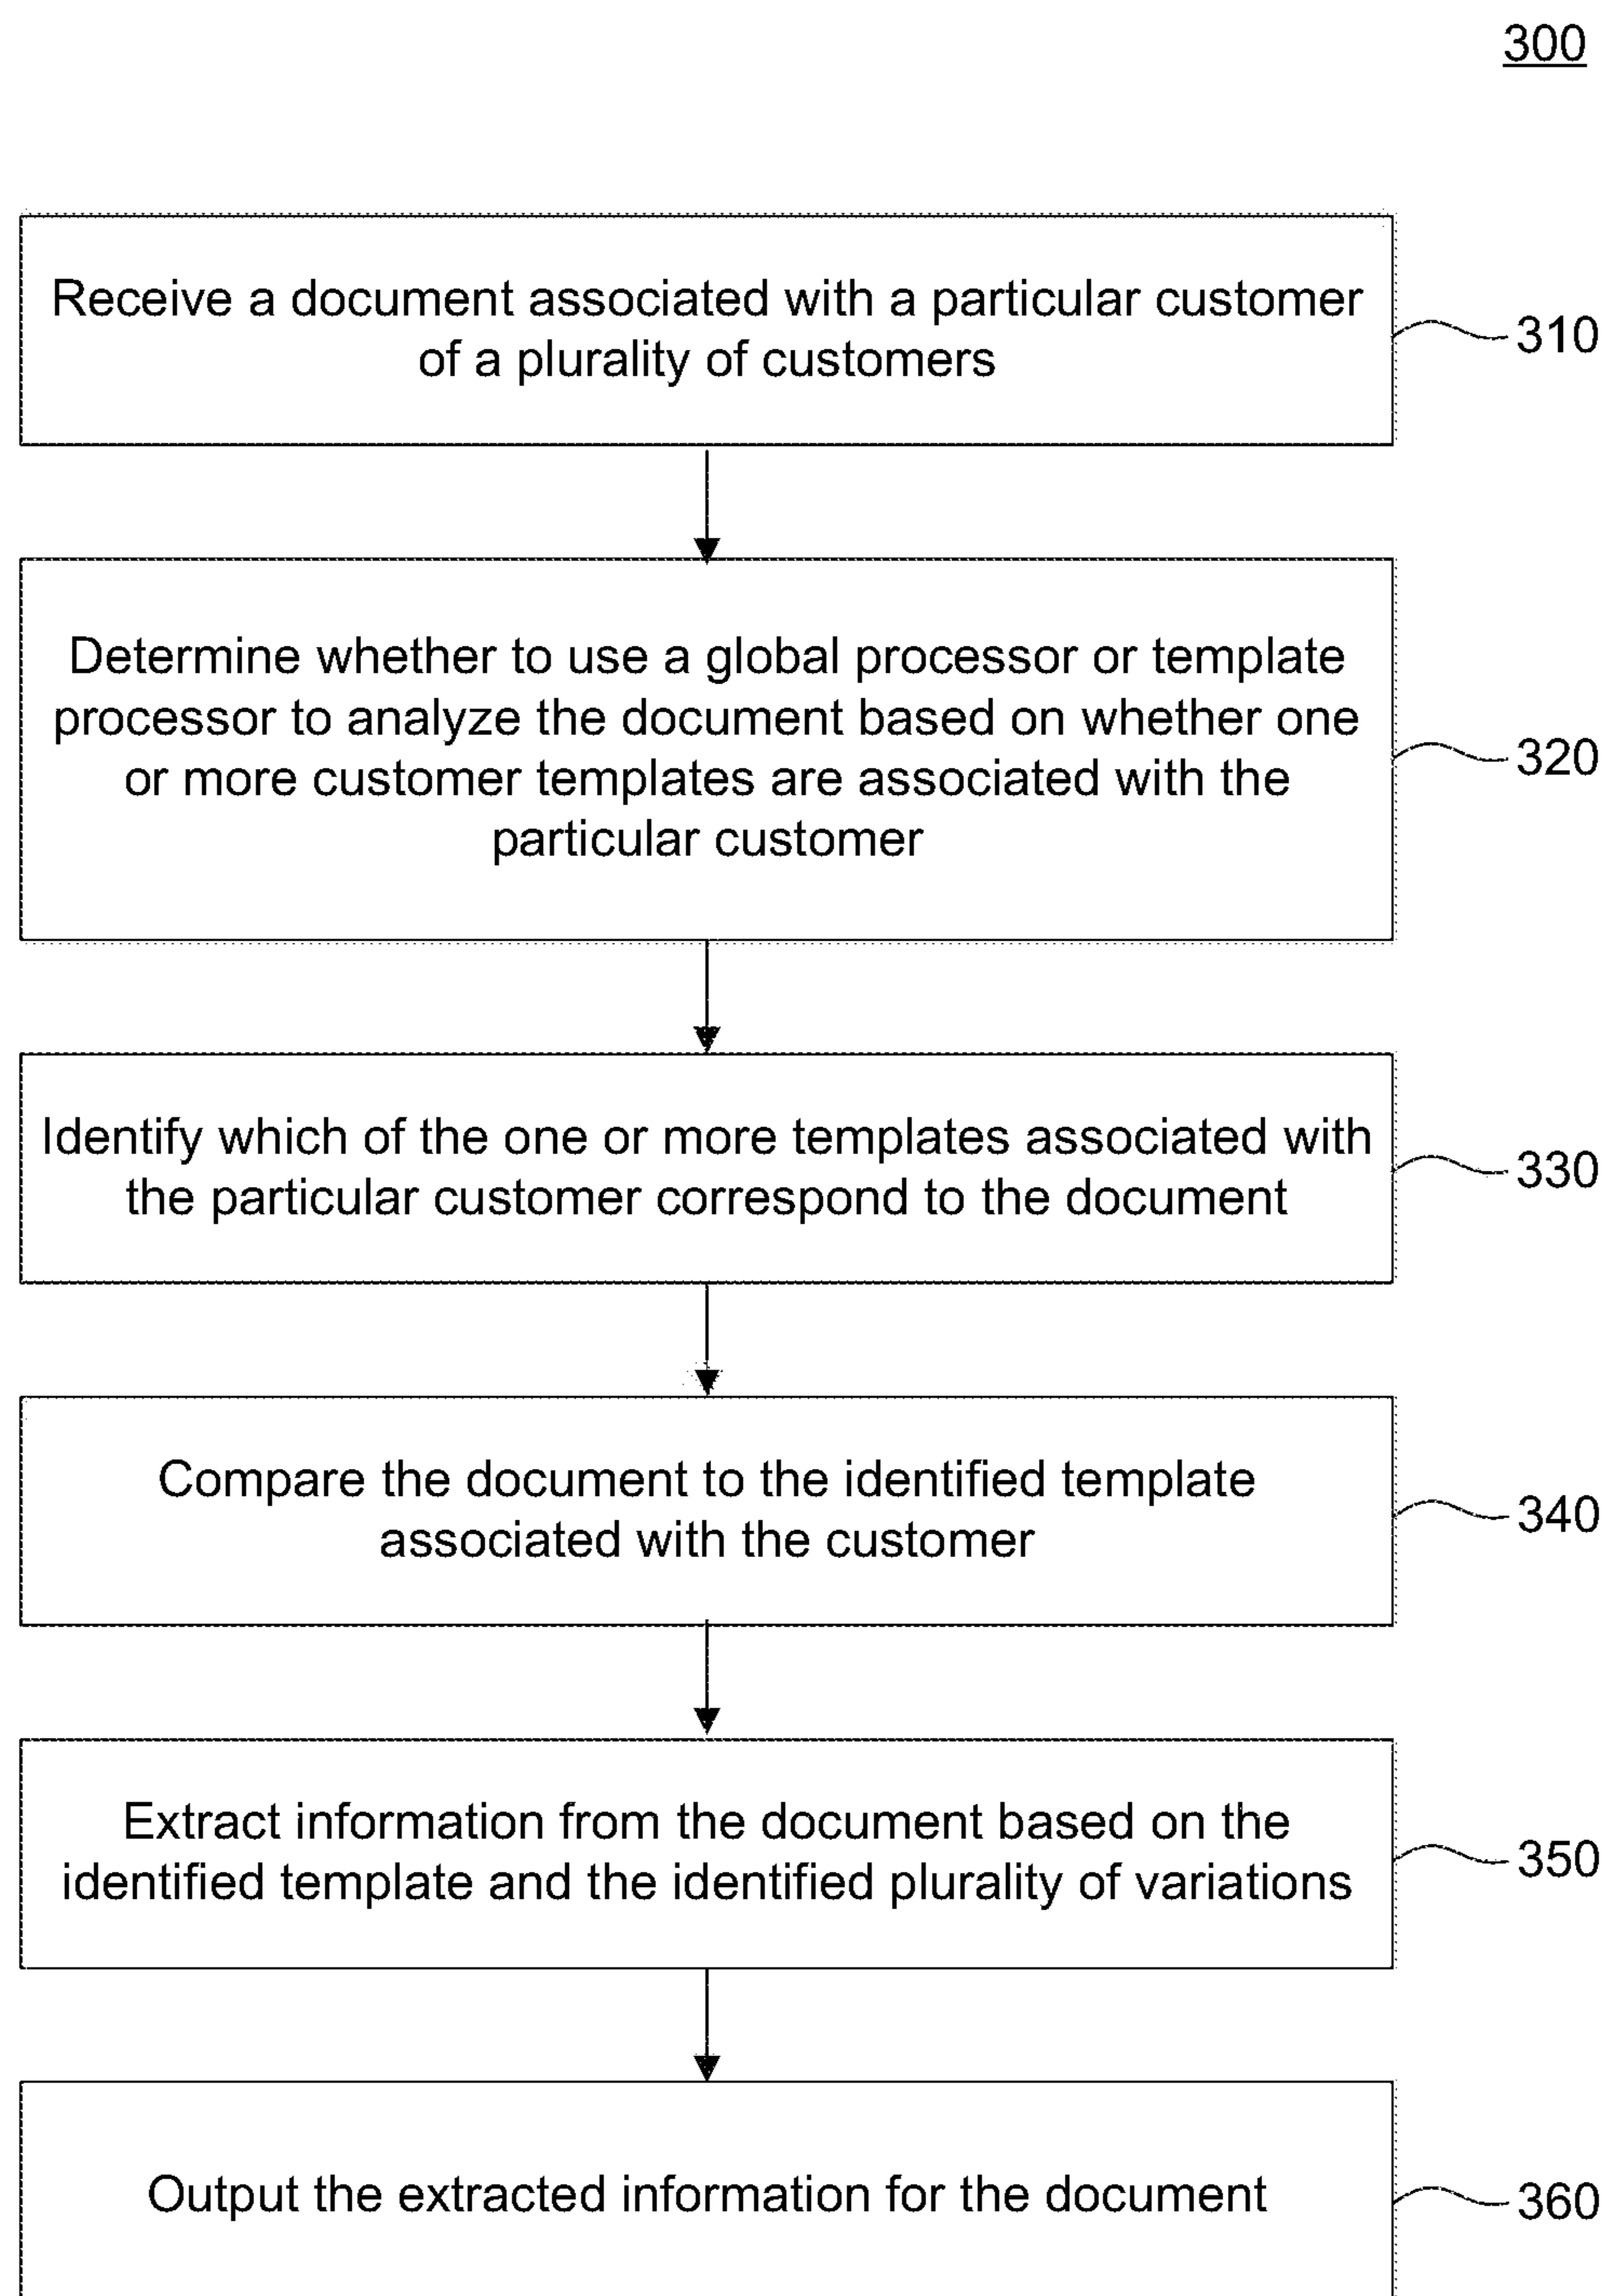 300
Receive a document associated with a particular customer
of a plurality of customers
310
Determine whether to use a global processor or template
processor to analyze the document based on whether one
or more customer templates are associated with the
particular customer
320
Identify which of the one or more templates associated with
the particular customer correspond to the document
330
Compare the document to the identified template
associated with the customer
340
Extract information from the document based on the
identified template and the identified plurality of variations
350
Output the extracted information for the document
360